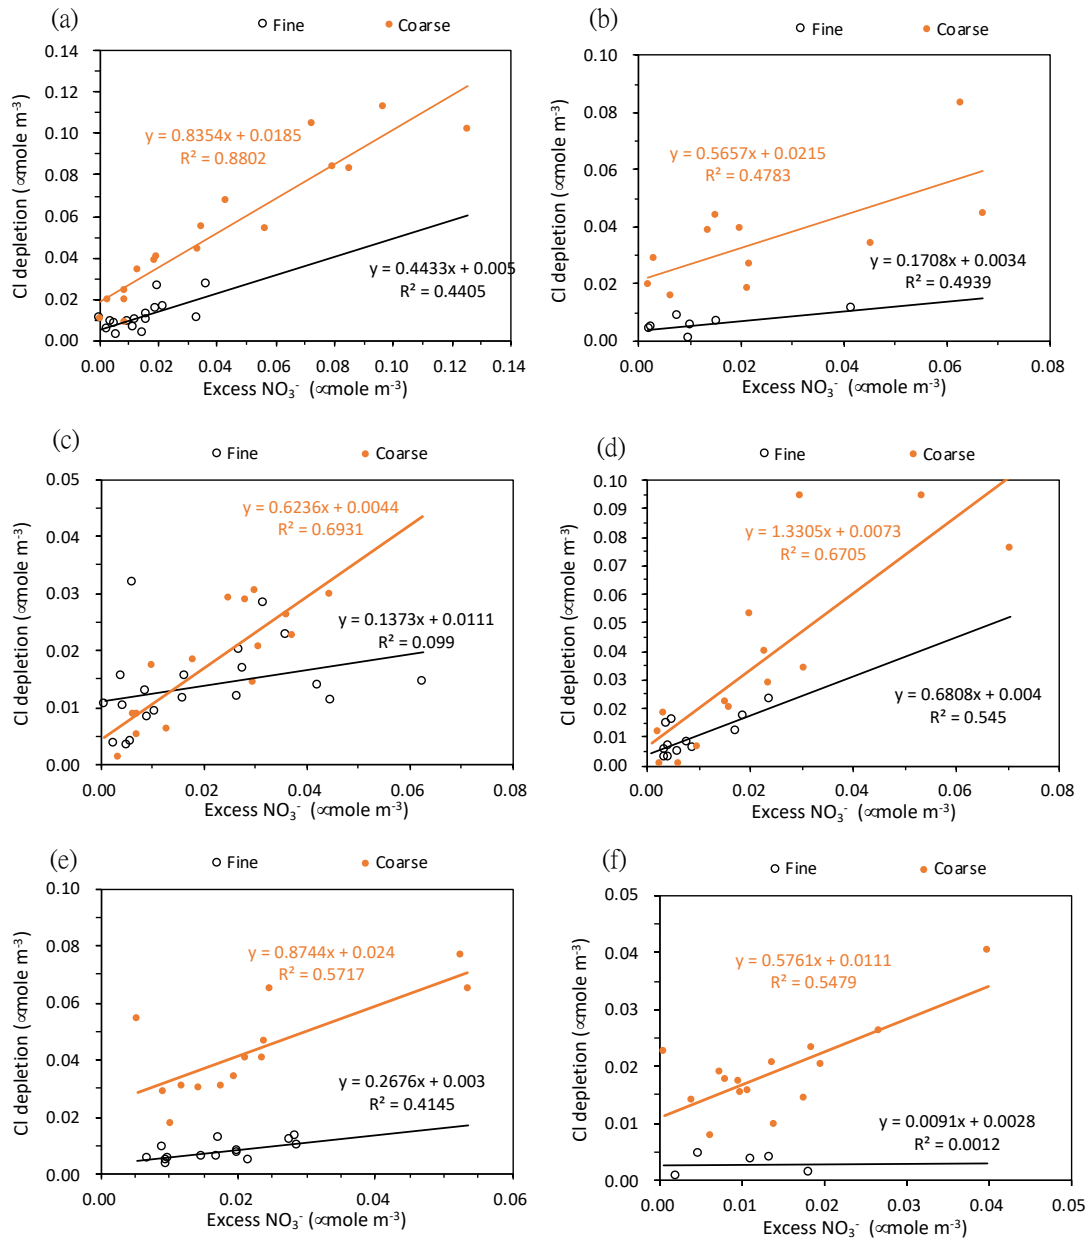 (a)
Fine Coarse
0.14
0.12
0.10
0.08
0.06
0.04
0.02
0.00
Cl depletion (∝mole m⁻³)
y = 0.8354x + 0.0185
R² = 0.8802
y = 0.4433x + 0.005
R² = 0.4405
0.00 0.02 0.04 0.06 0.08 0.10 0.12 0.14
Excess NO₃⁻ (∝mole m⁻³)
(b)
Fine Coarse
0.10
0.08
0.06
0.04
0.02
0.00
Cl depletion (∝mole m⁻³)
y = 0.5657x + 0.0215
R² = 0.4783
y = 0.1708x + 0.0034
R² = 0.4939
0.00 0.02 0.04 0.06 0.08
Excess NO₃⁻ (∝mole m⁻³)
(c)
Fine Coarse
0.05
0.04
0.03
0.02
0.01
0.00
Cl depletion (∝mole m⁻³)
y = 0.6236x + 0.0044
R² = 0.6931
y = 0.1373x + 0.0111
R² = 0.099
0.00 0.02 0.04 0.06 0.08
Excess NO₃⁻ (∝mole m⁻³)
(d)
Fine Coarse
0.10
0.09
0.08
0.07
0.06
0.05
0.04
0.03
0.02
0.01
0.00
Cl depletion (∝mole m⁻³)
y = 1.3305x + 0.0073
R² = 0.6705
y = 0.6808x + 0.004
R² = 0.545
0.00 0.02 0.04 0.06 0.08
Excess NO₃⁻ (∝mole m⁻³)
(e)
Fine Coarse
0.10
0.08
0.06
0.04
0.02
0.00
Cl depletion (∝mole m⁻³)
y = 0.8744x + 0.024
R² = 0.5717
y = 0.2676x + 0.003
R² = 0.4145
0.00 0.02 0.04 0.06
Excess NO₃⁻ (∝mole m⁻³)
(f)
Fine Coarse
0.05
0.04
0.03
0.02
0.01
0.00
Cl depletion (∝mole m⁻³)
y = 0.5761x + 0.0111
R² = 0.5479
y = 0.0091x + 0.0028
R² = 0.0012
0.00 0.01 0.02 0.03 0.04 0.05
Excess NO₃⁻ (∝mole m⁻³)